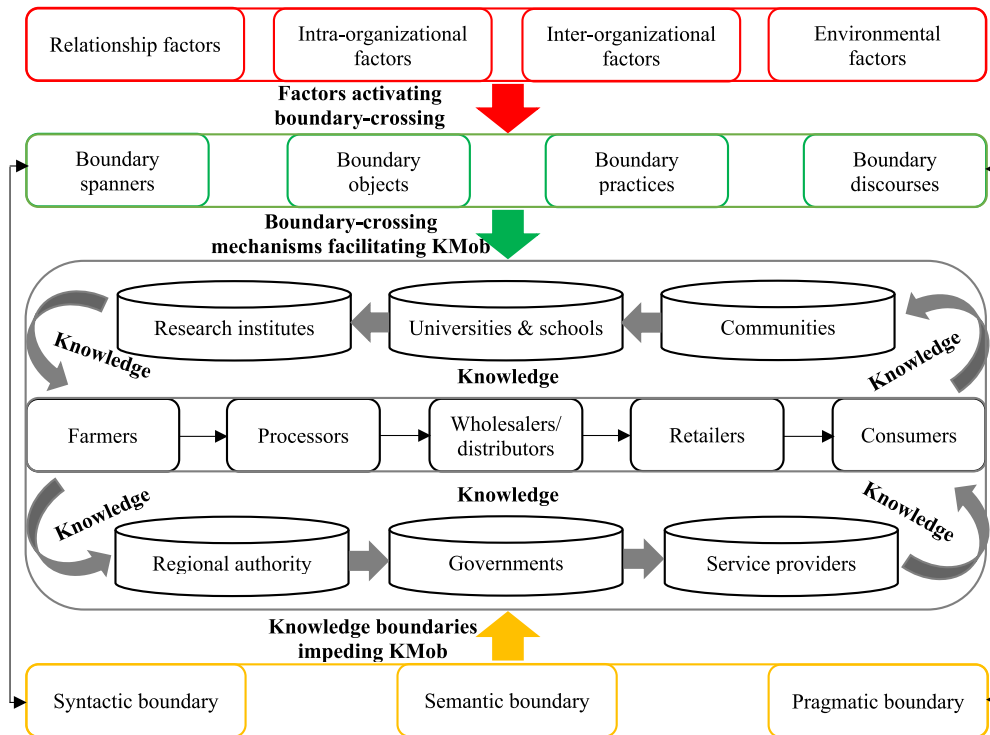 Relationship factors
Intra-organizational
factors
Inter-organizational
factors
Environmental
factors
Factors activating
boundary-crossing
Boundary
spanners
Boundary
objects
Boundary
practices
Boundary
discourses
Boundary-crossing
mechanisms facilitating KMob
Research institutes
Universities & schools
Communities
Knowledge
Knowledge
Knowledge
Farmers
Processors
Wholesalers/
distributors
Retailers
Consumers
Knowledge
Knowledge
Knowledge
Regional authority
Governments
Service providers
Knowledge boundaries
impeding KMob
Syntactic boundary
Semantic boundary
Pragmatic boundary